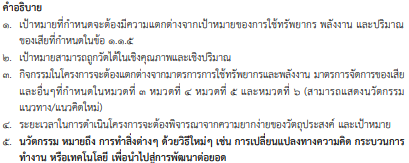 คำอธิบาย
๑. เป้าหมายที่กำหนดจะต้องมีความแตกต่างจากเป้าหมายของการใช้ทรัพยากร พลังงาน และปริมาณ
ของเสียที่กำหนดในข้อ ๑.๑.๕
๒. เป้าหมายสามารถถูกวัดได้ในเชิงคุณภาพและเชิงปริมาณ
๓. กิจกรรมในโครงการจะต้องแตกต่างจากมาตรการการใช้ทรัพยากรและพลังงาน มาตรการจัดการของเสีย
และอื่นๆที่กำหนดในหมวดที่ ๓ หมวดที่ ๔ หมวดที่ ๕ และหมวดที่ ๖ (สามารถแสดงนวัตกรรม
แนวทาง/แนวคิดใหม่)
๔. ระยะเวลาในการดำเนินโครงการจะต้องพิจารณาจากความยากง่ายของวัตถุประสงค์ และเป้าหมาย
๕. นวัตกรรม หมายถึง การทำสิ่งต่างๆ ด้วยวิธีใหม่ๆ เช่น การเปลี่ยนแปลงทางความคิด กระบวนการ
ทำงาน หรือเทคโนโลยี เพื่อนำไปสู่การพัฒนาต่อยอด